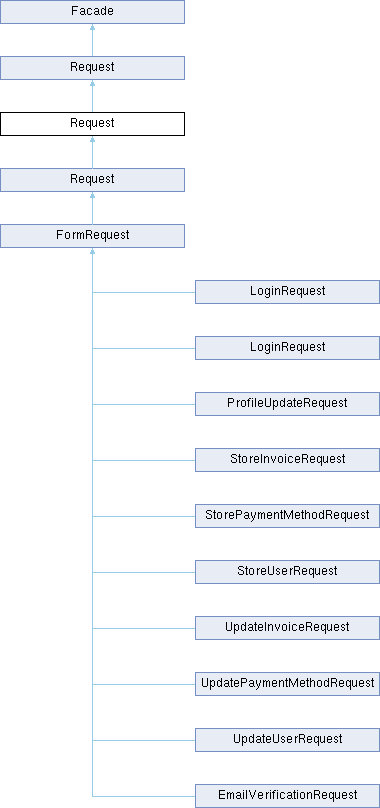 Facade
Request
Request
Request
FormRequest
LoginRequest
LoginRequest
ProfileUpdateRequest
StoreInvoiceRequest
StorePaymentMethodRequest
StoreUserRequest
UpdateInvoiceRequest
UpdatePaymentMethodRequest
UpdateUserRequest
EmailVerificationRequest